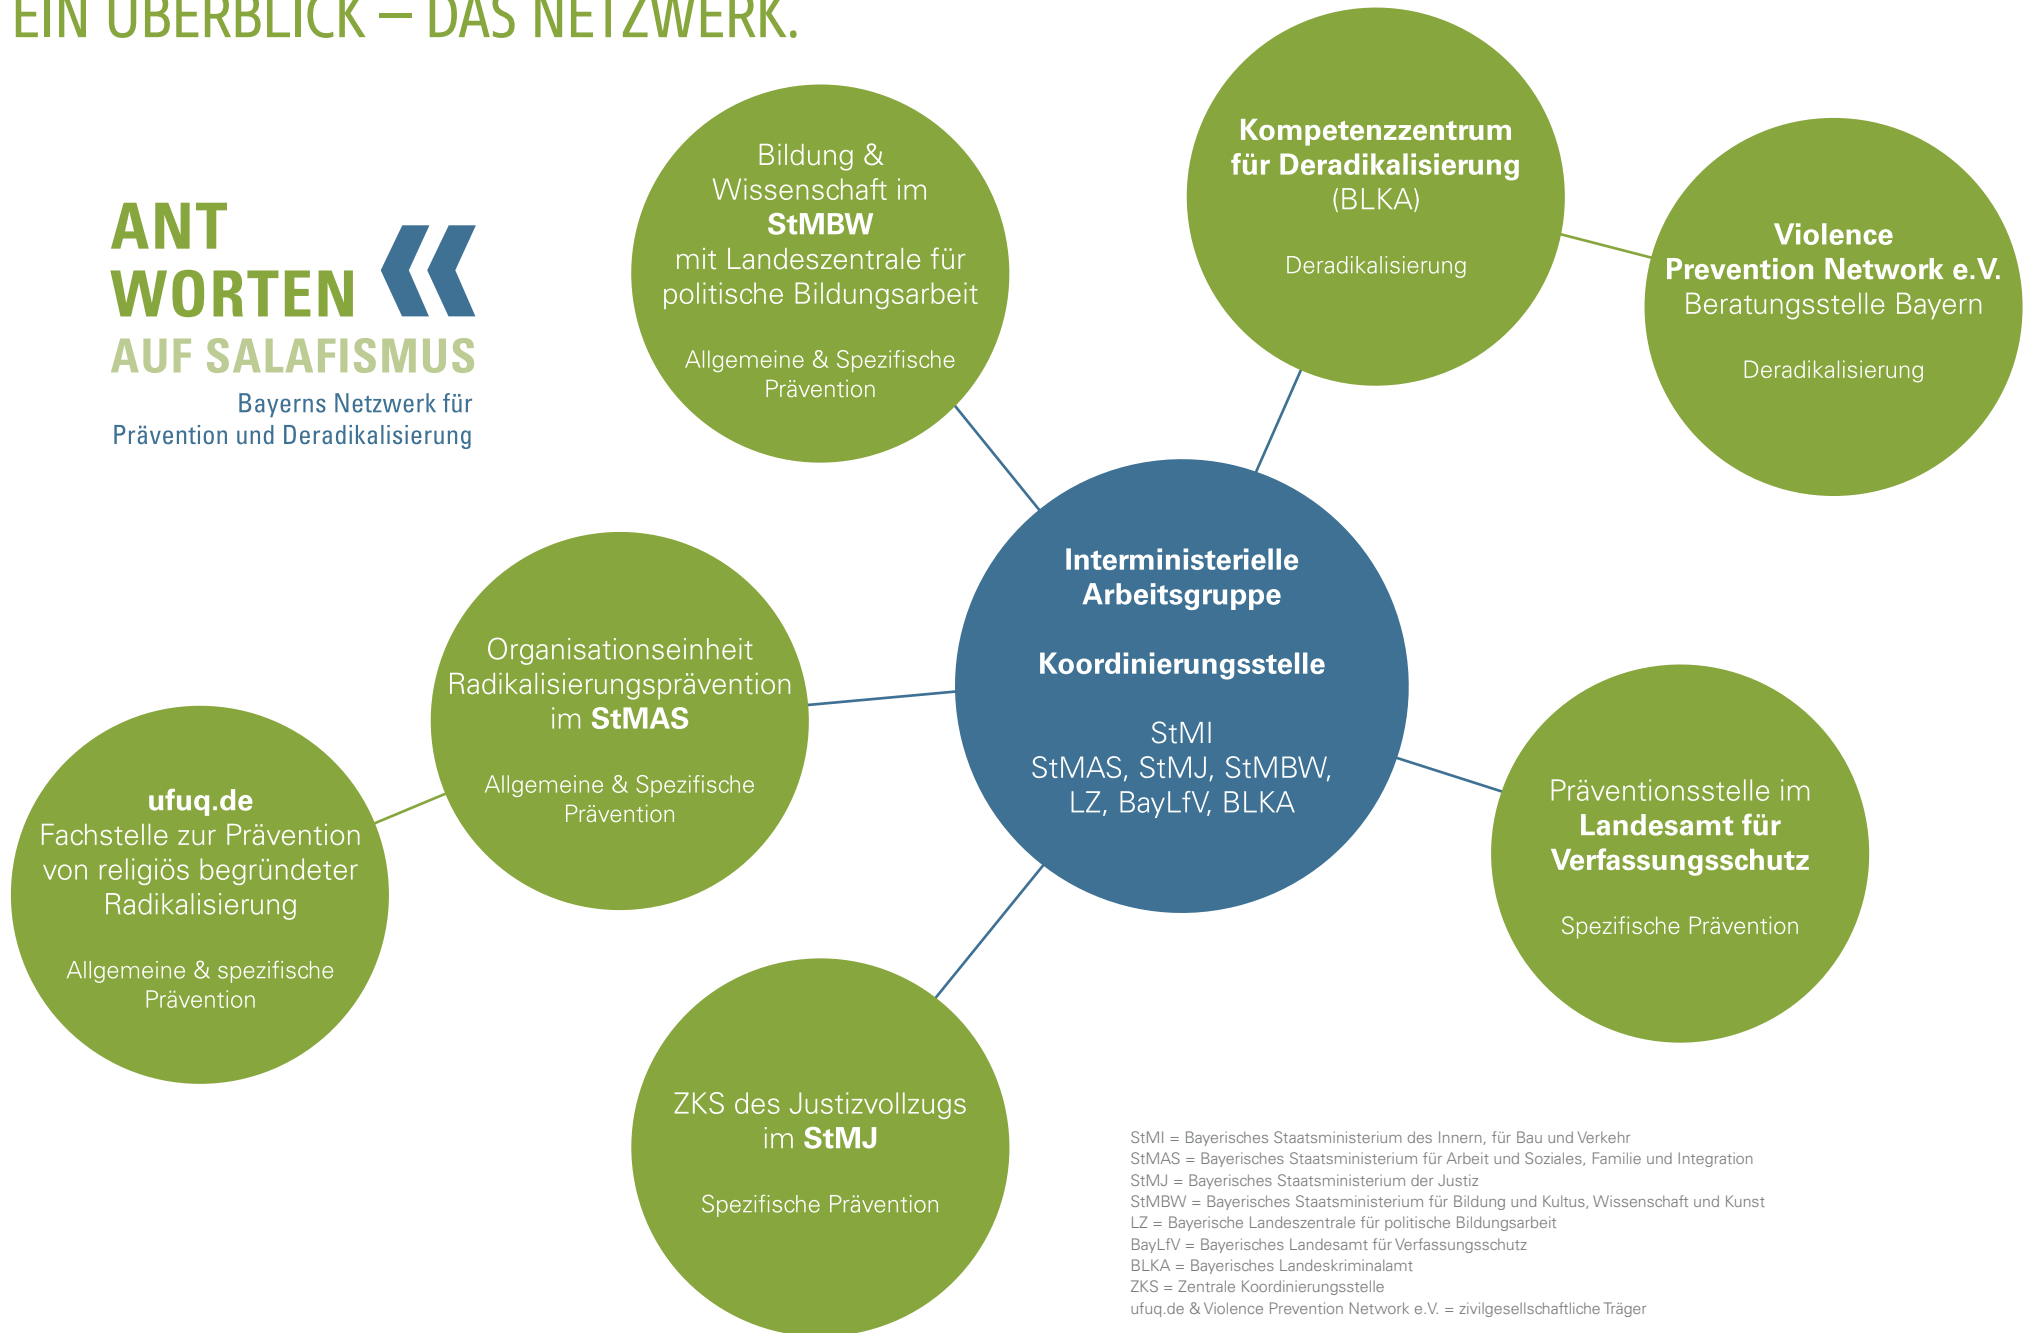 EIN ÜBERBLICK – DAS NETZWERK.
ANT
WORTEN
AUF SALAFISMUS
Bayerns Netzwerk für
Prävention und Deradikalisierung
Bildung &
Wissenschaft im
StMBW
mit Landeszentrale für
politische Bildungsarbeit
Allgemeine & Spezifische
Prävention
Kompetenzzentrum
für Deradikalisierung
(BLKA)
Deradikalisierung
Violence
Prevention Network e.V.
Beratungsstelle Bayern
Deradikalisierung
Interministerielle
Arbeitsgruppe
Koordinierungsstelle
StMI
StMAS, StMJ, StMBW,
LZ, BayLfV, BLKA
Organisationseinheit
Radikalisierungsprävention
im StMAS
Allgemeine & Spezifische
Prävention
ufuq.de
Fachstelle zur Prävention
von religiös begründeter
Radikalisierung
Allgemeine & spezifische
Prävention
Präventionsstelle im
Landesamt für
Verfassungsschutz
Spezifische Prävention
ZKS des Justizvollzugs
im StMJ
Spezifische Prävention
StMI = Bayerisches Staatsministerium des Innern, für Bau und Verkehr
StMAS = Bayerisches Staatsministerium für Arbeit und Soziales, Familie und Integration
StMJ = Bayerisches Staatsministerium der Justiz
StMBW = Bayerisches Staatsministerium für Bildung und Kultus, Wissenschaft und Kunst
LZ = Bayerische Landeszentrale für politische Bildungsarbeit
BayLfV = Bayerisches Landesamt für Verfassungsschutz
BLKA = Bayerisches Landeskriminalamt
ZKS = Zentrale Koordinierungsstelle
ufuq.de & Violence Prevention Network e.V. = zivilgesellschaftliche Träger